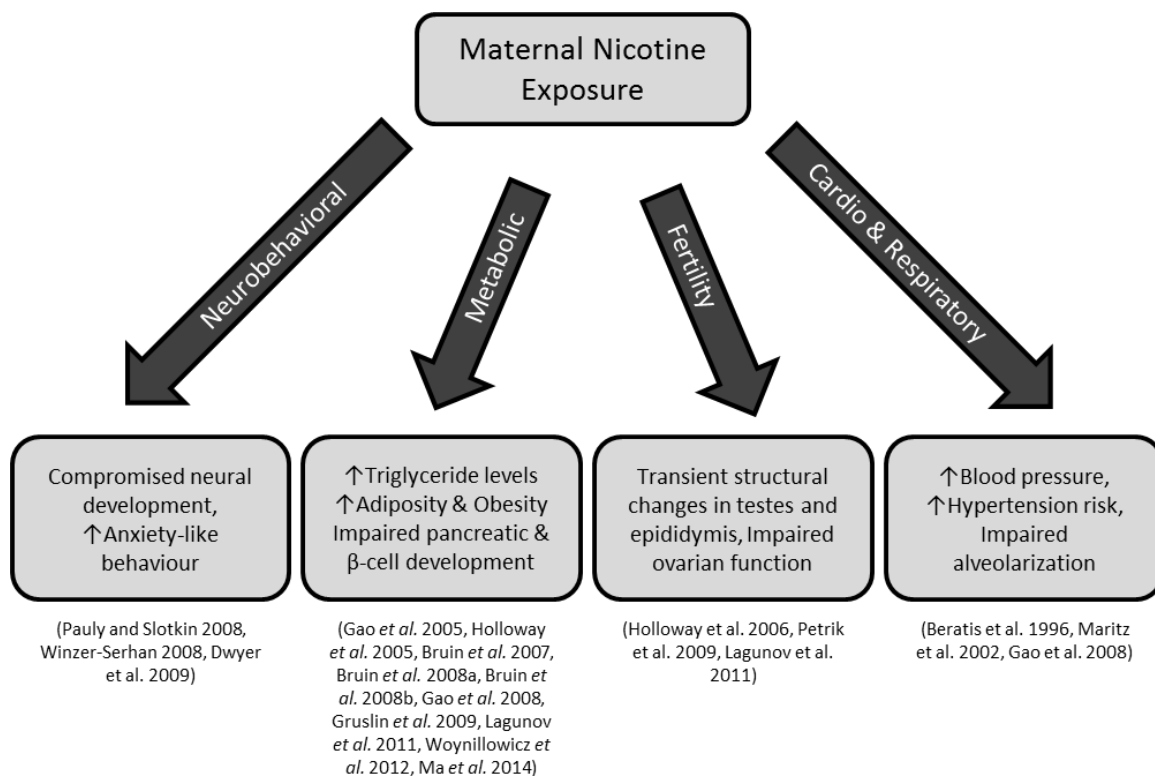 Maternal Nicotine
Exposure
Neurobehavioral
Metabolic
Fertility
Cardio & Respiratory
Compromised neural
development,
↑Anxiety-like
behaviour
↑Triglyceride levels
↑Adiposity & Obesity
Impaired pancreatic &
β-cell development
Transient structural
changes in testes and
epididymis, Impaired
ovarian function
↑Blood pressure,
↑Hypertension risk,
Impaired
alveolarization
(Pauly and Slotkin 2008,
Winzer-Serhan 2008, Dwyer
et al. 2009)
(Gao et al. 2005, Holloway
et al. 2005, Bruin et al. 2007,
Bruin et al. 2008a, Bruin et
al. 2008b, Gao et al. 2008,
Gruslin et al. 2009, Lagunov
et al. 2011, Woynillowicz et
al. 2012, Ma et al. 2014)
(Holloway et al. 2006, Petrik
et al. 2009, Lagunov et al.
2011)
(Beratis et al. 1996, Maritz
et al. 2002, Gao et al. 2008)